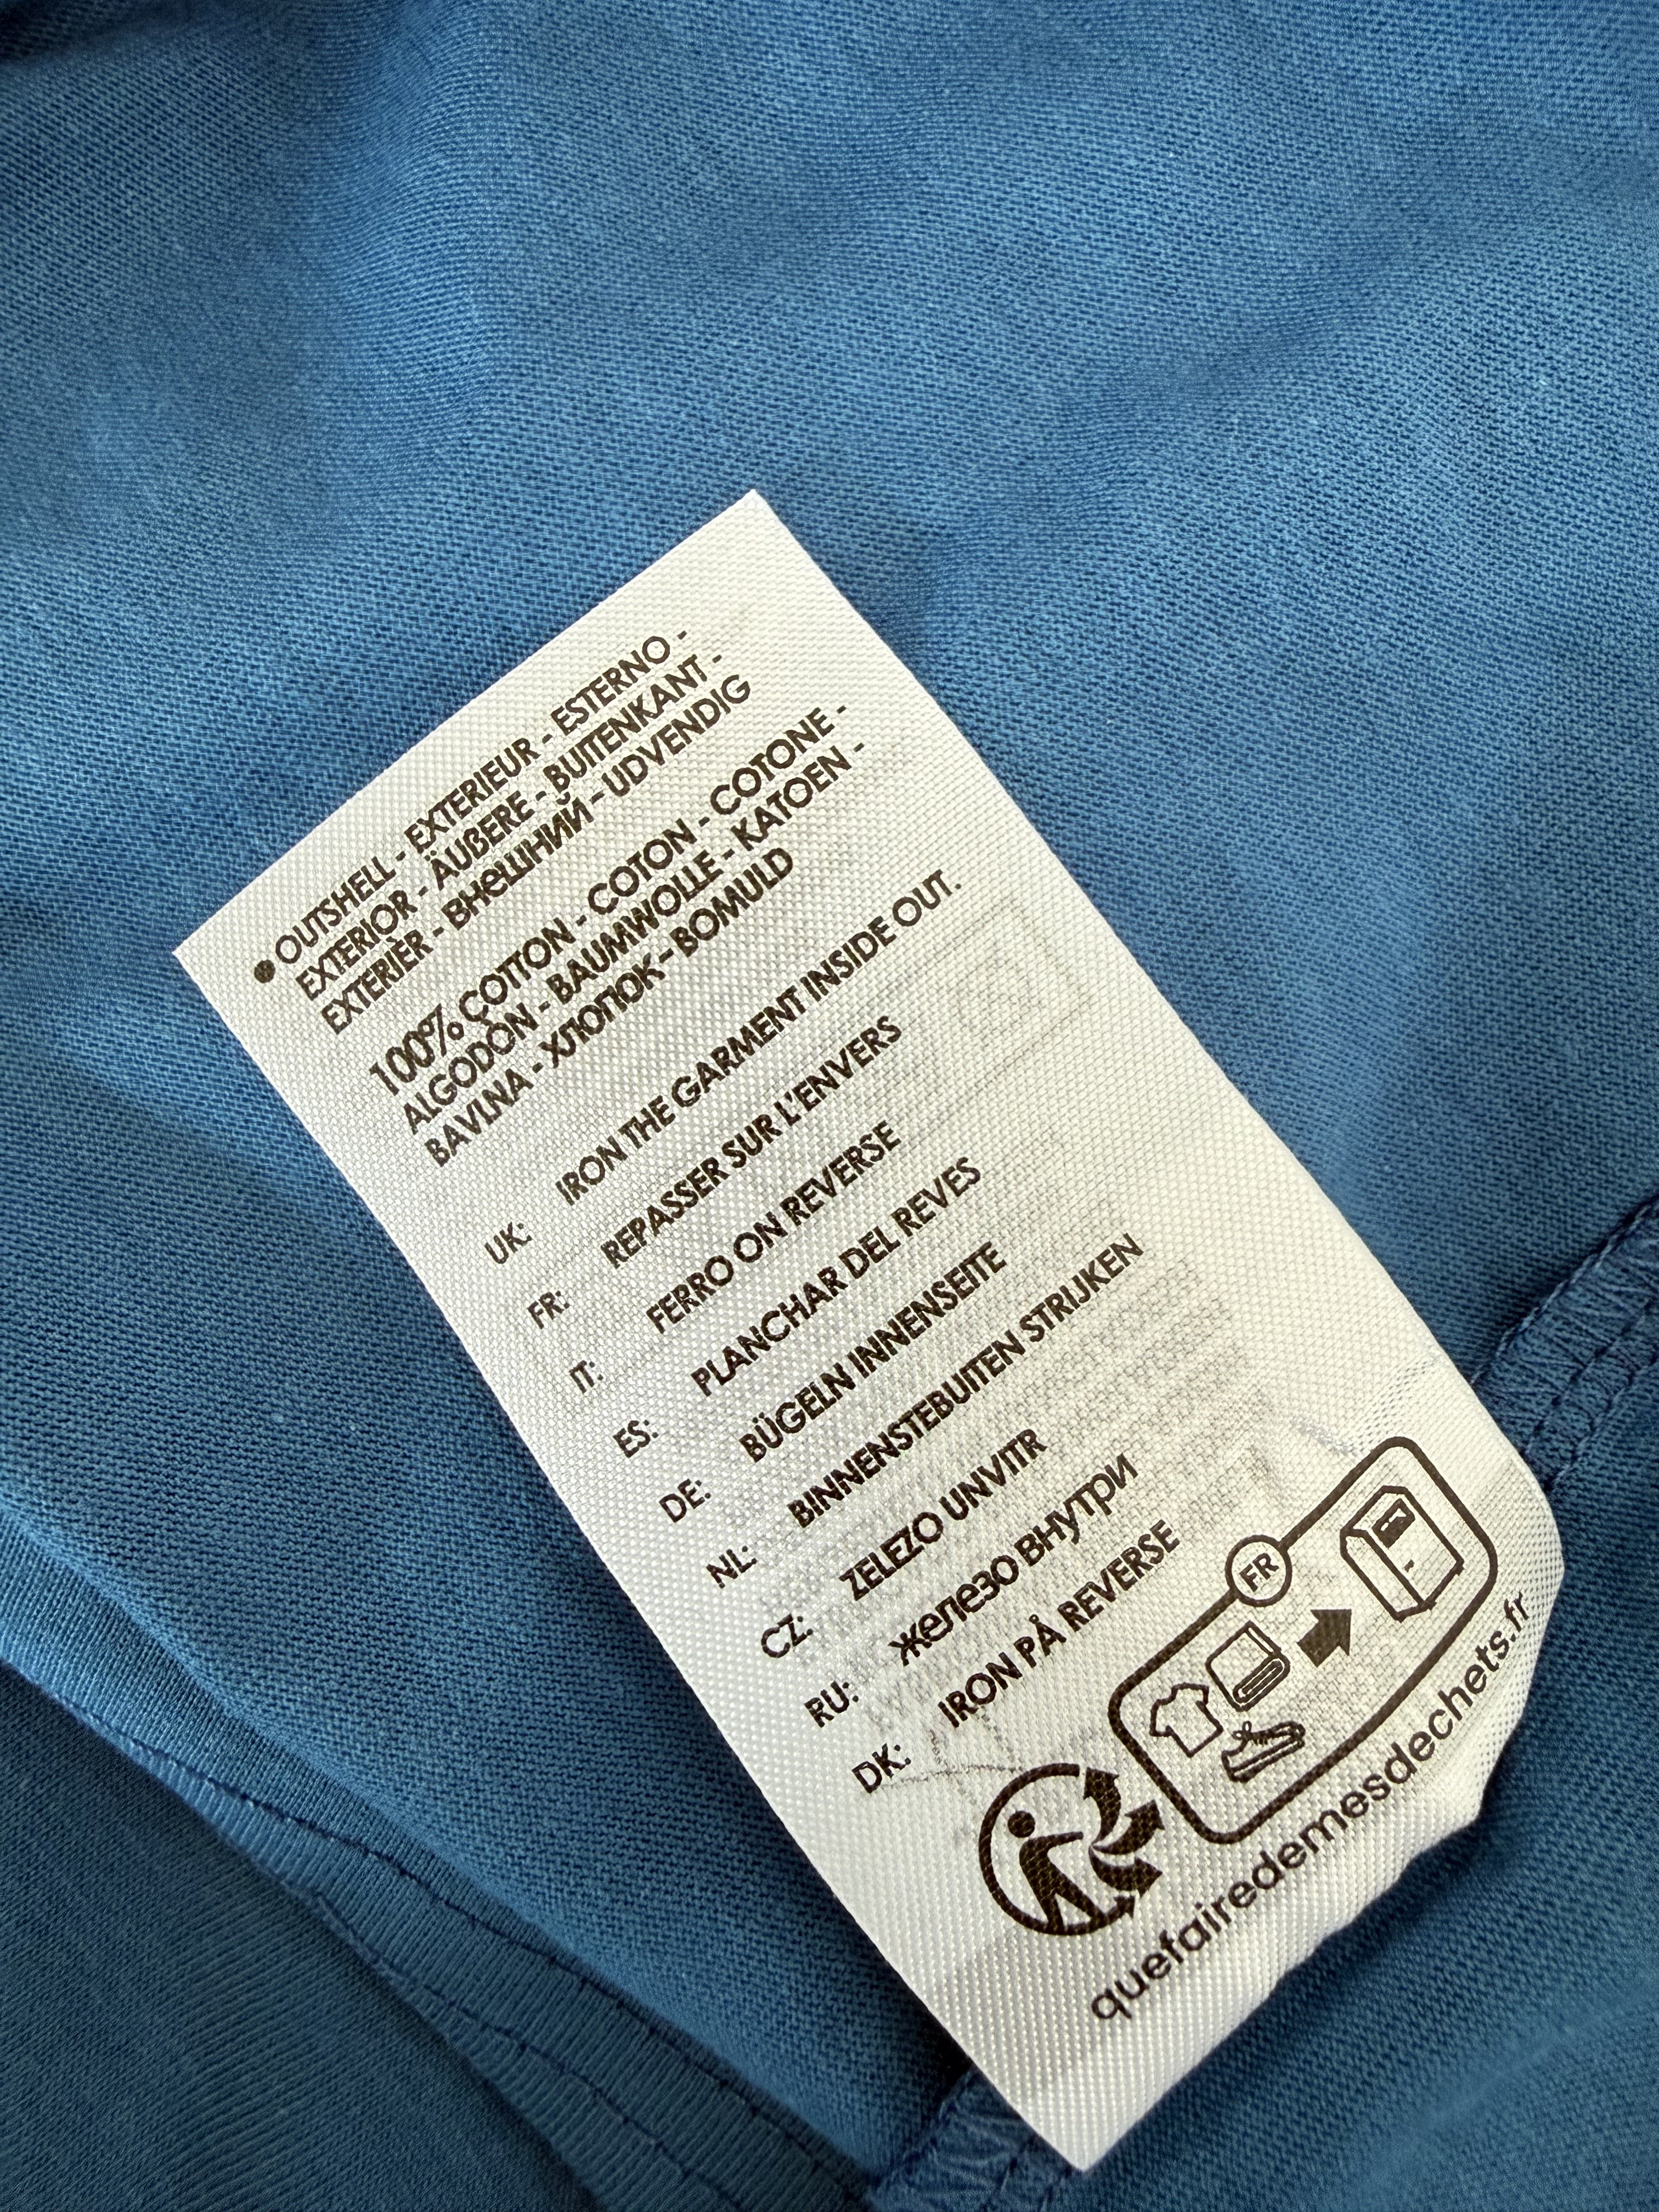 • OUTSHELL - EXTERIEUR - ESTERNO -
EXTERIOR - ÄUßERE - BUITENKANT -
EXTERIÈR - ВНеШНИЙ - UDVENDIG
100% COTTON - COTON - COTONE -
ALGODÒN - BAUMWOLLE - KATOEN -
BAVLNA - ХЛОПОК - BOMULD
UK: IRON THE GARMENT INSIDE OUT.
FR: REPASSER SUR L'ENVERS
IT: FERRO ON REVERSE
ES: PLANCHAR DEL REVES
DE: BÜGELN INNENSEITE
NL: BINNENSTEBUITEN STRIJKEN
CZ: ZELEZO UNVITR
RU: железо внутри
DK: IRON PÅ REVERSE
FR
quefairedemesdechets.fr